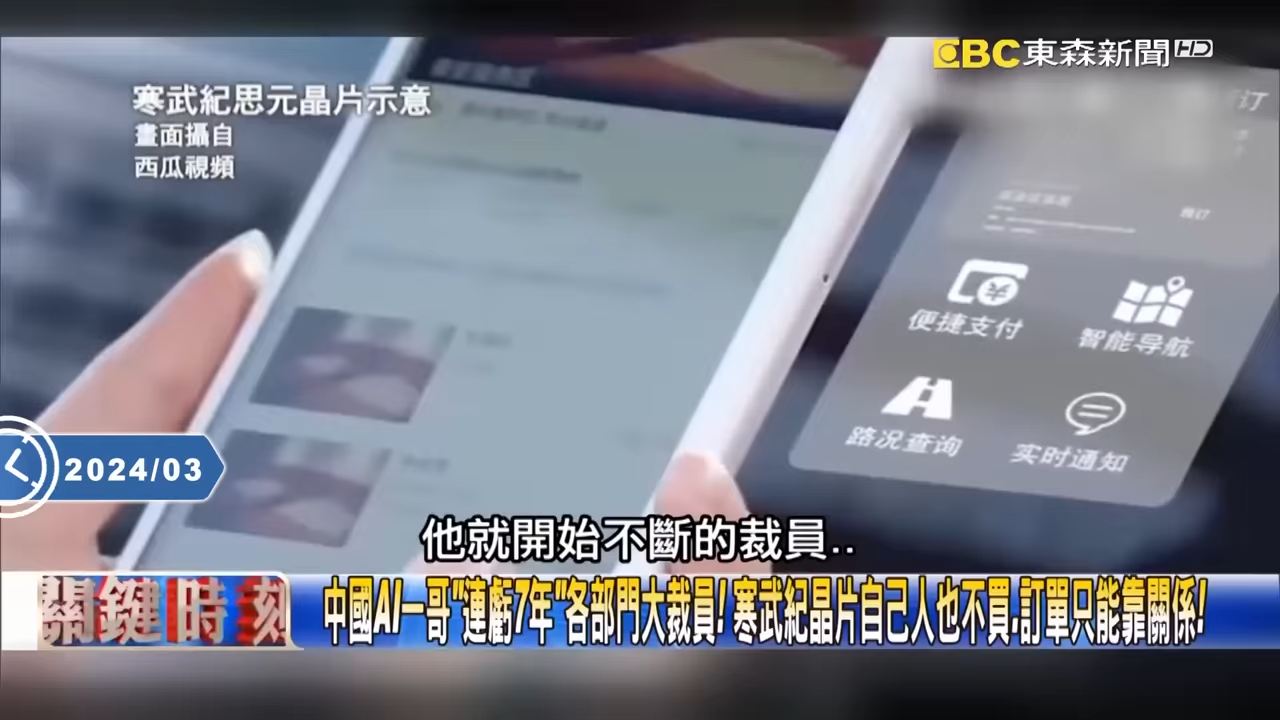 EBC東森新聞HD
寒武紀思元晶片示意
畫面攝自
西瓜視頻
订
预订
便捷支付
智能导航
路况查询
实时通知
2024/03
他就開始不斷的裁員..
關鍵時刻
中國AI一哥"連虧7年"各部門大裁員!寒武紀晶片自己人也不買.訂單只能靠關係!